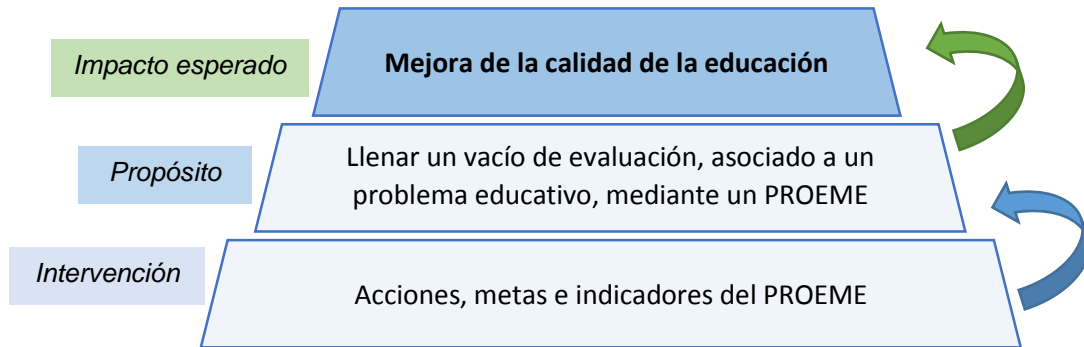 Impacto esperado
Mejora de la calidad de la educación
Propósito
Llenar un vacío de evaluación, asociado a un
problema educativo, mediante un PROEME
Intervención
Acciones, metas e indicadores del PROEME